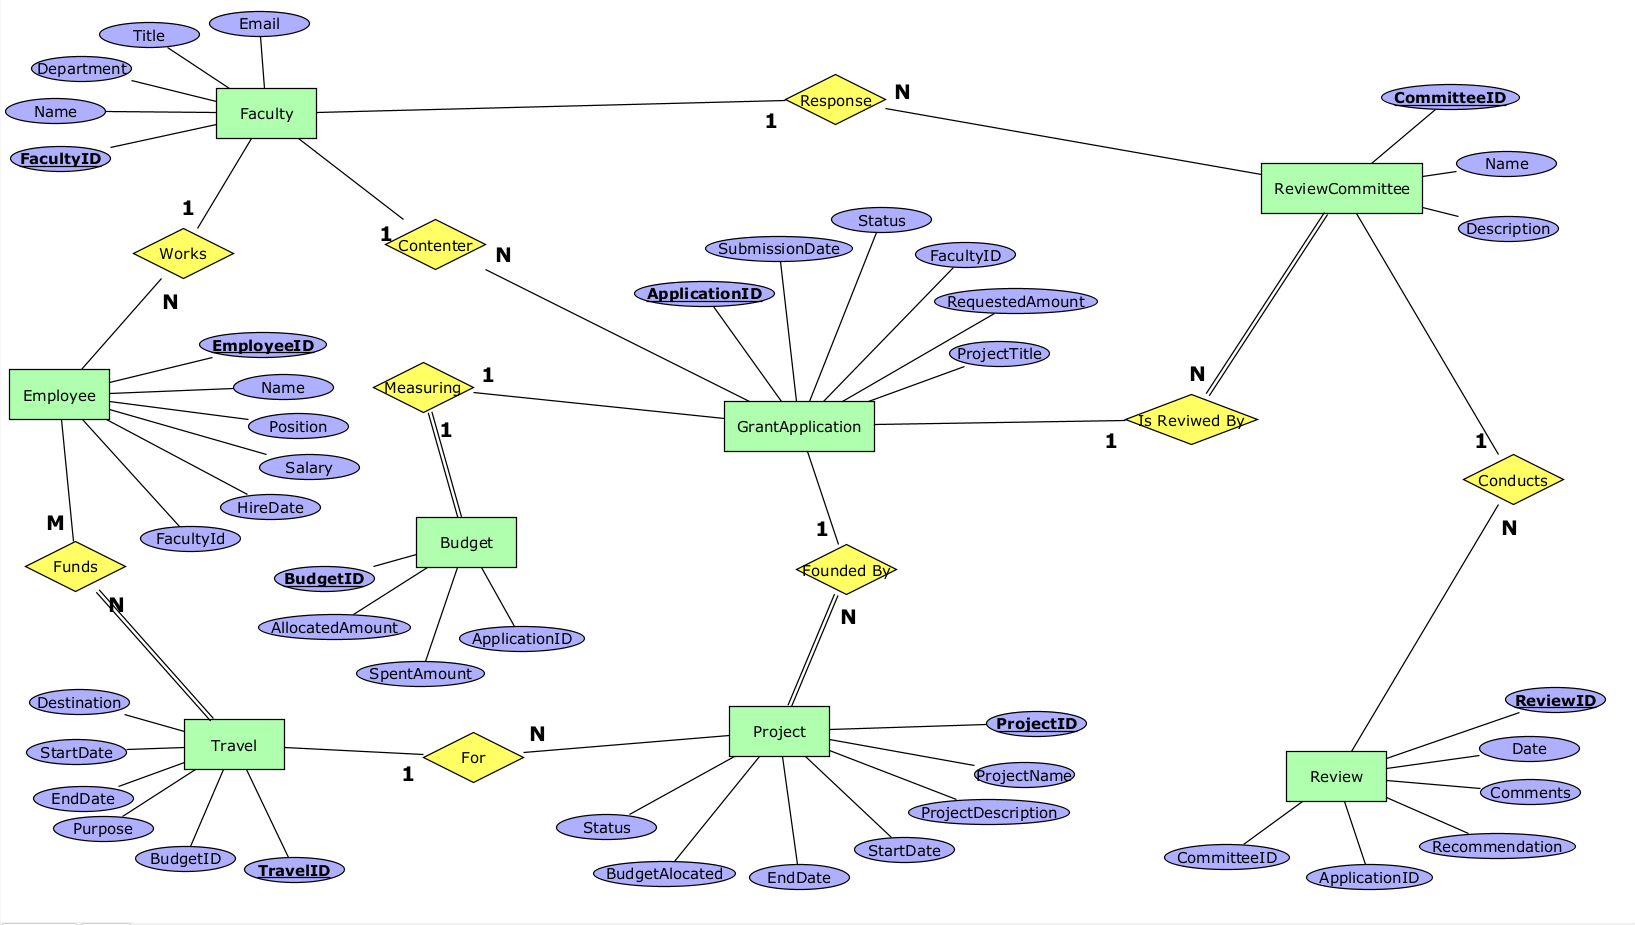 Email
Title
Department
Name
FacultyID
Faculty
Response
1
N
CommitteeID
Name
Description
ReviewCommittee
1
Works
N
1
Contenter
N
Status
SubmissionDate
FacultyID
ApplicationID
RequestedAmount
ProjectTitle
GrantApplication
N
Is Reviwed By
1
1
Conducts
N
EmployeeID
Name
Position
Salary
HireDate
FacultyId
Employee
Measuring
1
1
Budget
BudgetID
AllocatedAmount
SpentAmount
ApplicationID
M
Funds
N
1
Founded By
N
Destination
StartDate
EndDate
Purpose
BudgetID
TravelID
Travel
1
For
N
Project
ProjectID
ProjectName
ProjectDescription
StartDate
EndDate
BudgetAlocated
Status
Review
ReviewID
Date
Comments
Recommendation
ApplicationID
CommitteeID